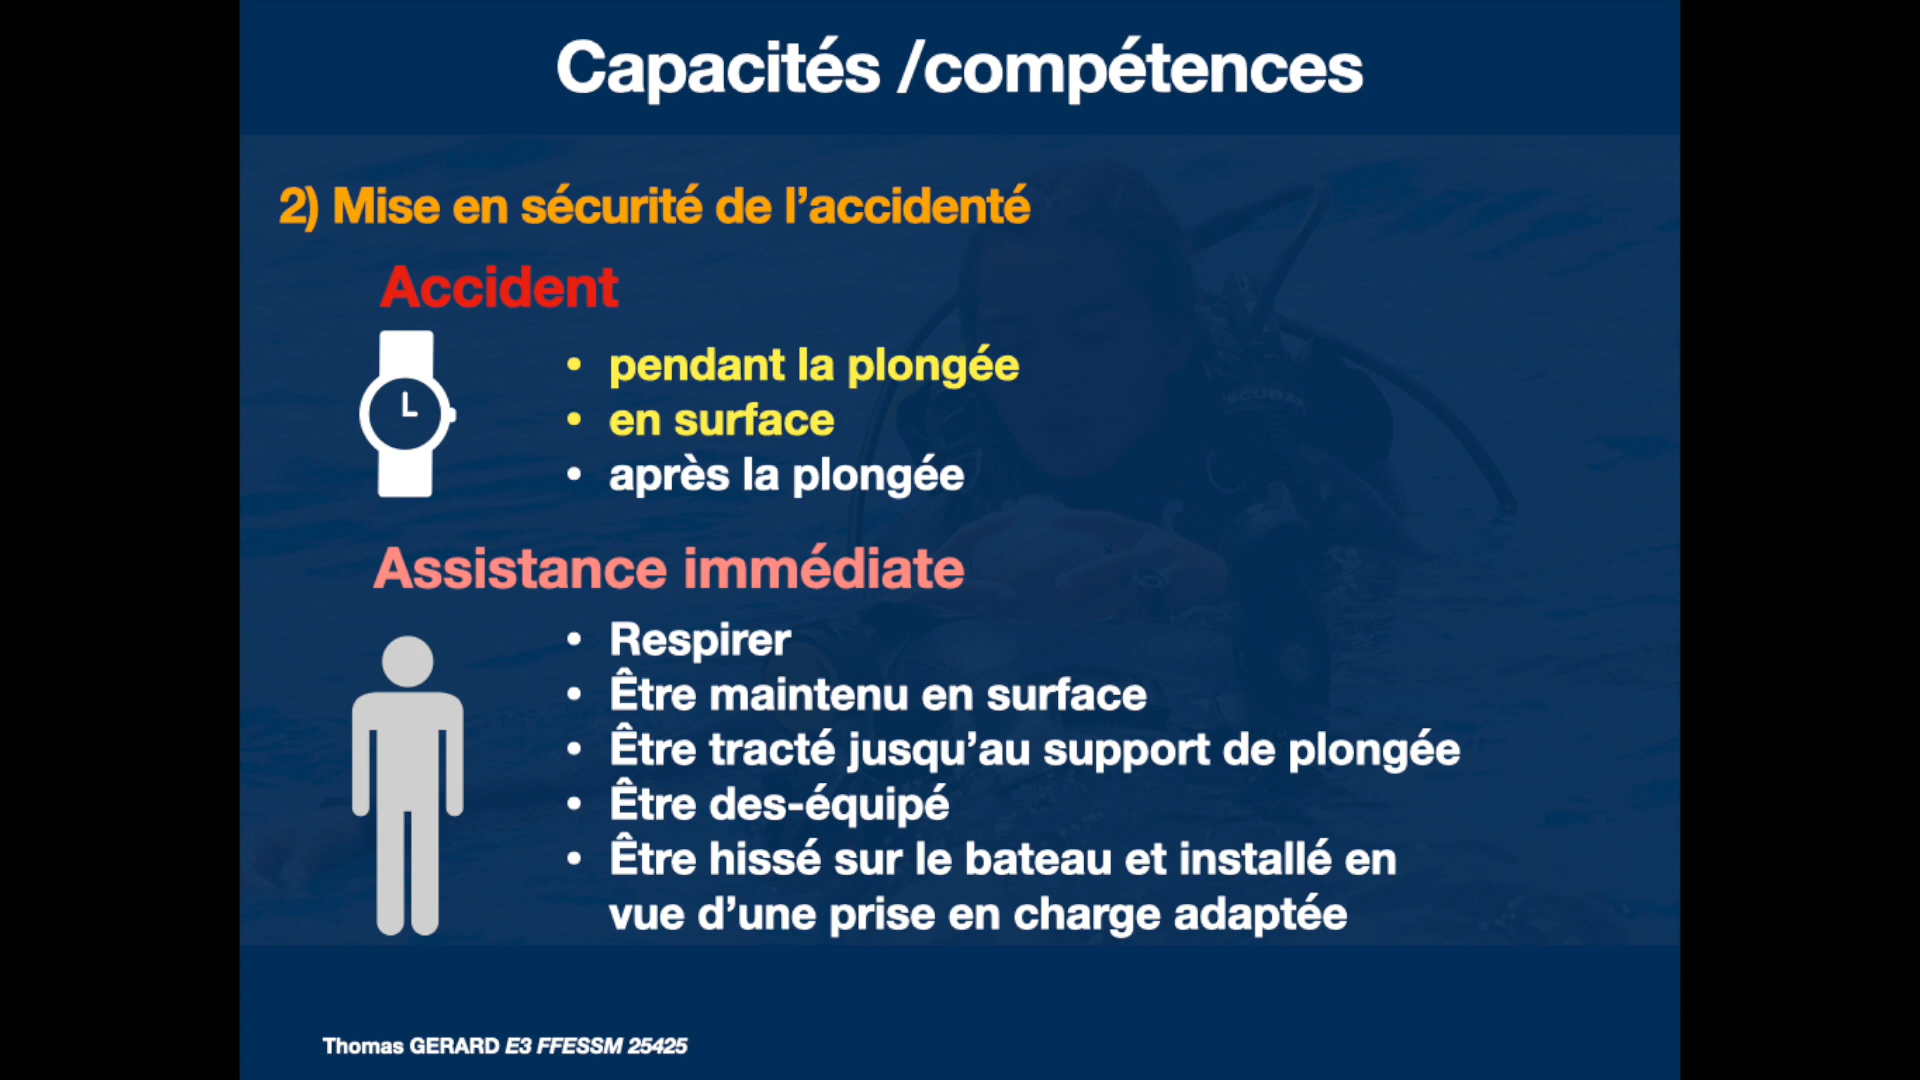 Capacités /compétences
2) Mise en sécurité de l’accidenté
Accident
• pendant la plongée
• en surface
• après la plongée
Assistance immédiate
• Respirer
• Être maintenu en surface
• Être tracté jusqu’au support de plongée
• Être des-équipé
• Être hissé sur le bateau et installé en
vue d’une prise en charge adaptée
SCUBA
Thomas GERARD E3 FFESSM 25425